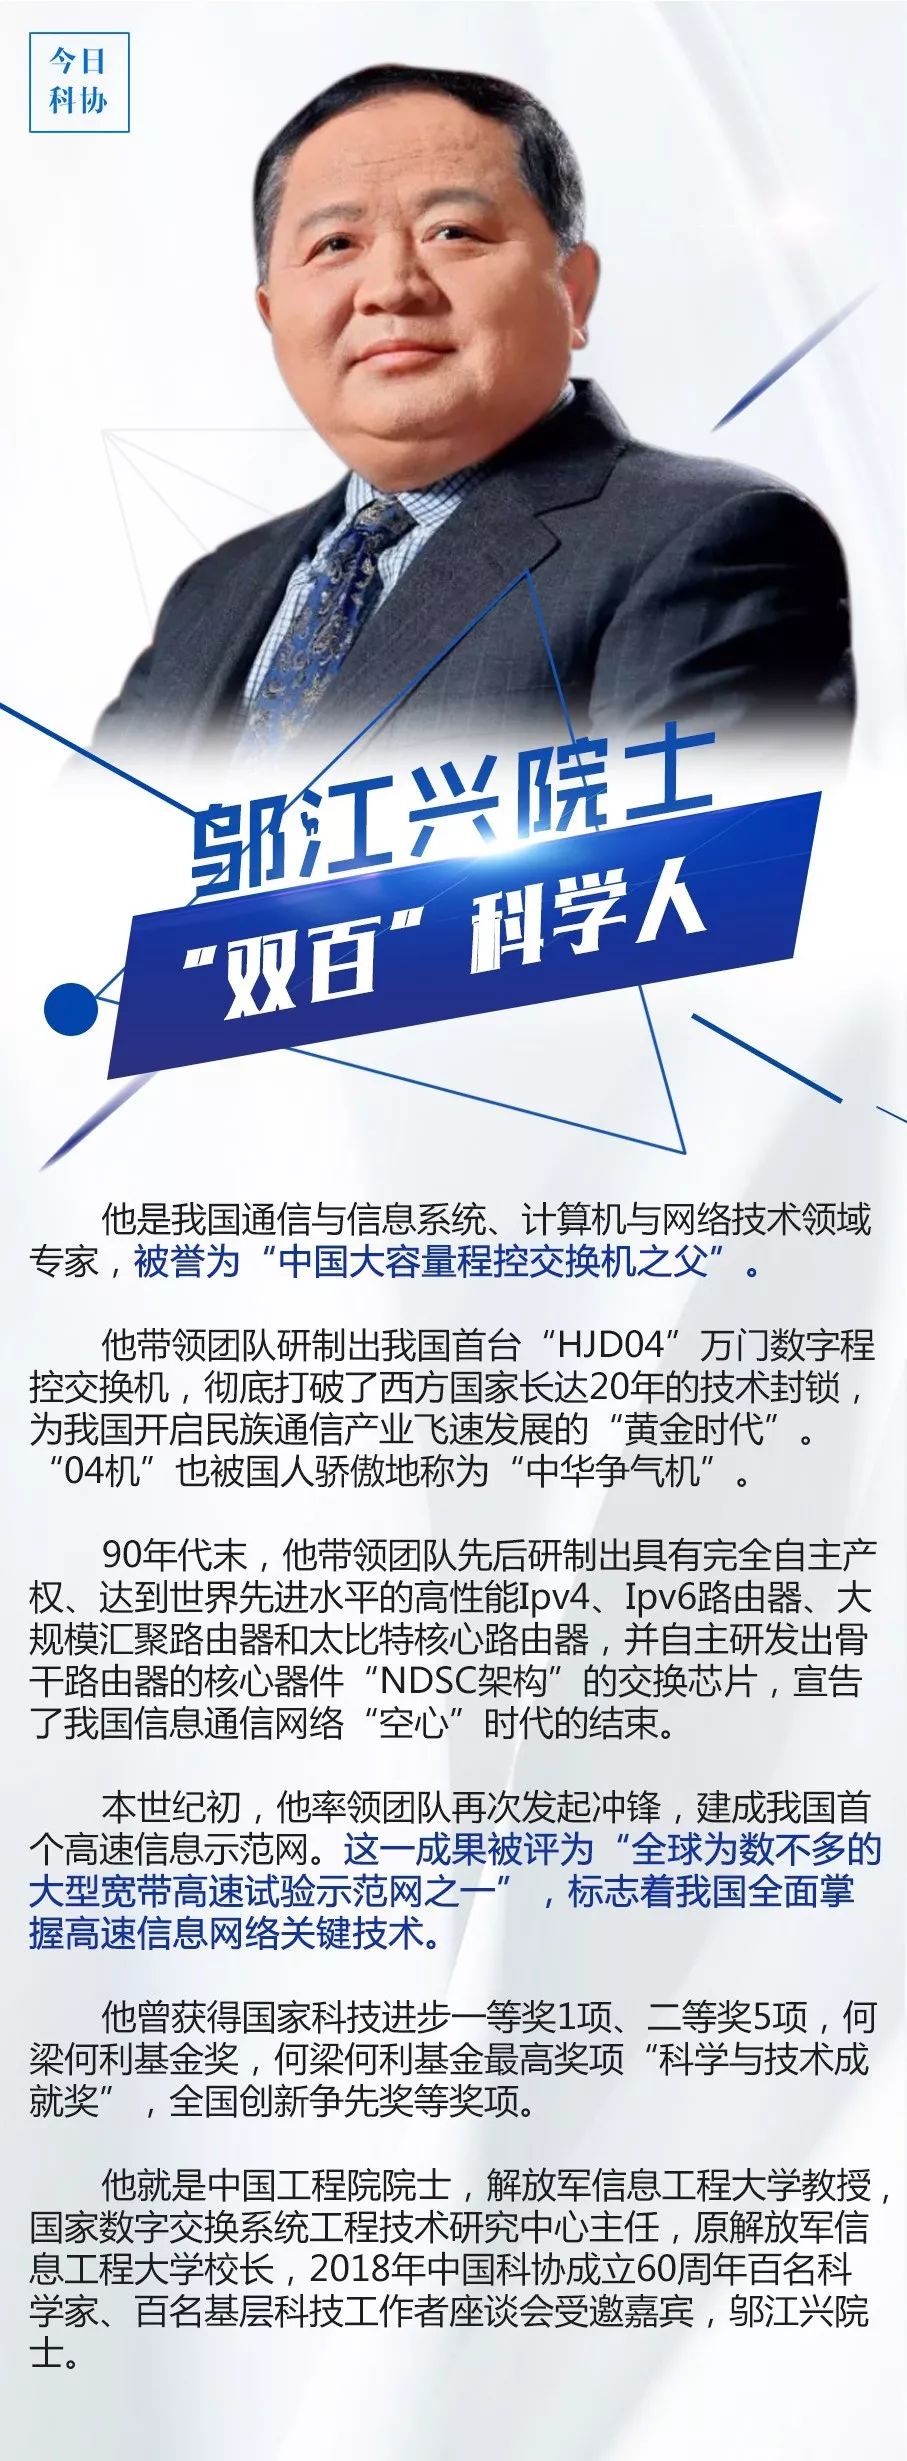 今日
科协
邬江兴院士
“双百”科学人
他是我国通信与信息系统、计算机与网络技术领域
专家，被誉为“中国大容量程控交换机之父”。
他带领团队研制出我国首台“HJD04”万门数字程
控交换机，彻底打破了西方国家长达20年的技术封锁，
为我国开启民族通信产业飞速发展的“黄金时代”。
“04机”也被国人骄傲地称为“中华争气机”。
90年代末，他带领团队先后研制出具有完全自主产
权、达到世界先进水平的高性能Ipv4、Ipv6路由器、大
规模汇聚路由器和太比特核心路由器，并自主研发出骨
干路由器的核心器件“NDSC架构”的交换芯片，宣告
了我国信息通信网络“空心”时代的结束。
本世纪初，他率领团队再次发起冲锋，建成我国首
个高速信息示范网。这一成果被评为“全球为数不多的
大型宽带高速试验示范网之一”，标志着我国全面掌
握高速信息网络关键技术。
他曾获得国家科技进步一等奖1项、二等奖5项，何
梁何利基金奖，何梁何利基金最高奖项“科学与技术成
就奖”，全国创新争先奖等奖项。
他就是中国工程院院士，解放军信息工程大学教授，
国家数字交换系统工程技术研究中心主任，原解放军信
息工程大学校长，2018年中国科协成立60周年百名科
学家、百名基层科技工作者座谈会受邀嘉宾，邬江兴院
士。